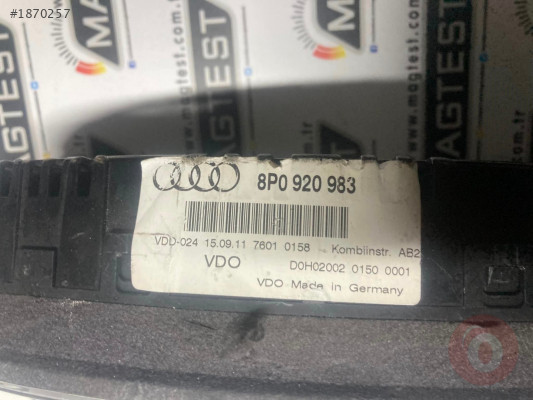 #1870257
MAGTEST
www.magtest.com.tr
MAGTEST
8P0 920 983
VDD-024 15.09.11 7601 0158 - Kombiinstr. AB2
VDO D0H02002 0150 0001
VDO Made in Germany